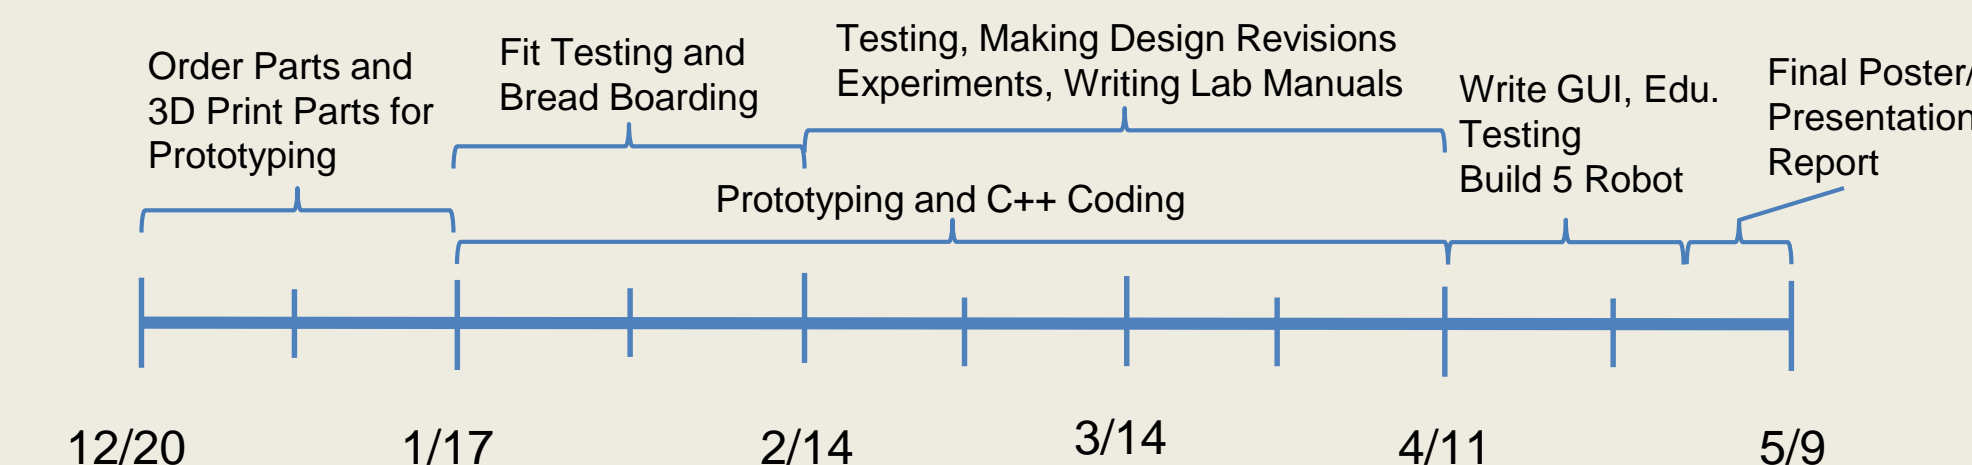 Order Parts and
3D Print Parts for
Prototyping
Fit Testing and
Bread Boarding
Testing, Making Design Revisions
Experiments, Writing Lab Manuals
Prototyping and C++ Coding
Write GUI, Edu.
Testing
Build 5 Robot
Final Poster/
Presentation
Report
12/20
1/17
2/14
3/14
4/11
5/9